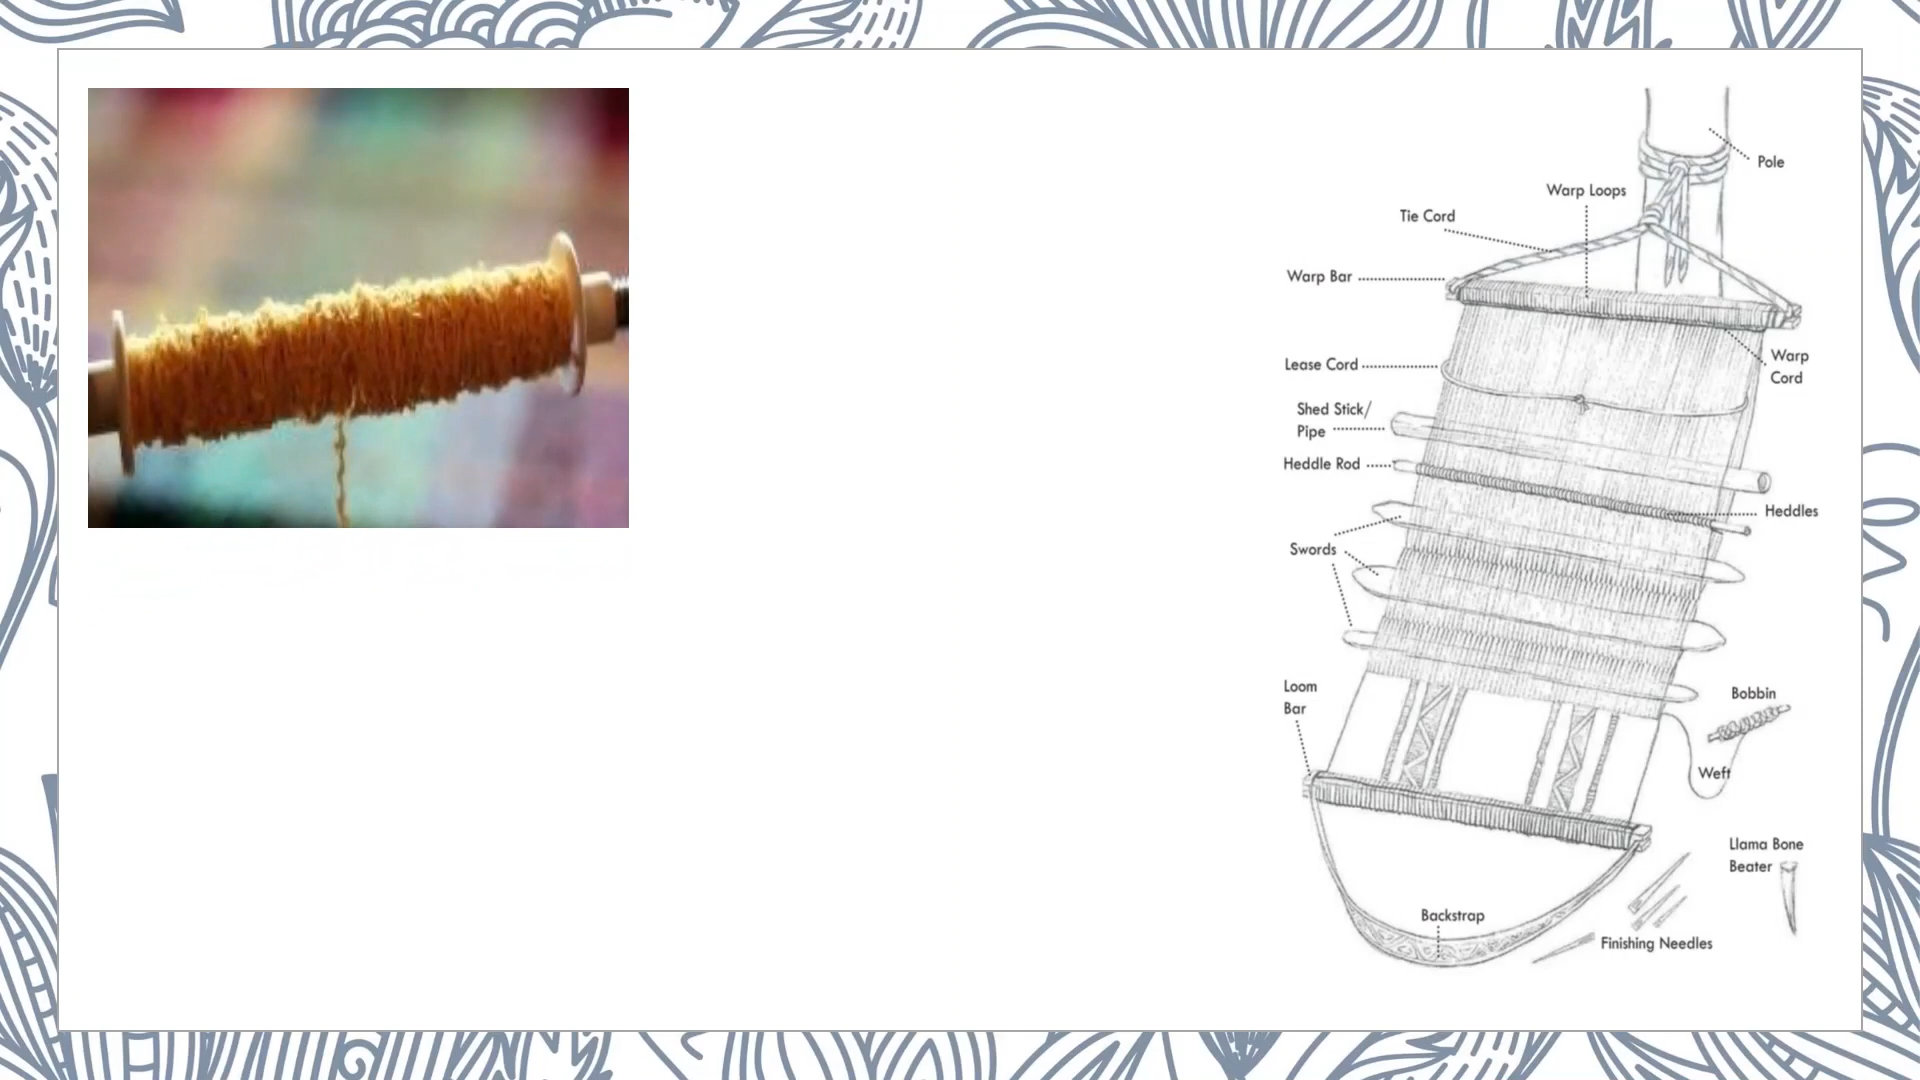 Pole
Warp Loops
Tie Cord
Warp Bar
Warp
Cord
Lease Cord
Shed Stick/
Pipe
Heddle Rod
Heddles
Swords
Loom
Bar
Bobbin
Weft
Llama Bone
Beater
Backstrap
Finishing Needles